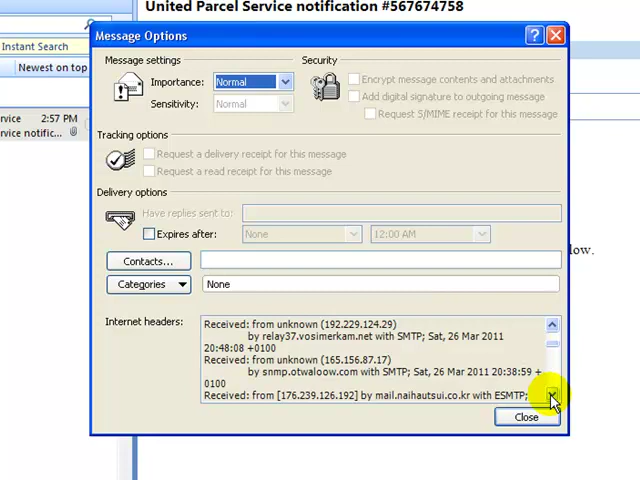 United Parcel Service notification #567674758
Instant Search
Newest on top
rvice 2:57 PM
rvice notific...
Message Options
Message settings
Security
Importance: Normal
Encrypt message contents and attachments
Sensitivity: Normal
Add digital signature to outgoing message
Request S/MIME receipt for this message
Tracking options
Request a delivery receipt for this message
Request a read receipt for this message
Delivery options
Have replies sent to:
Expires after: None 12:00 AM
Contacts...
Categories None
low.
Internet headers:
Received: from unknown (192.229.124.29)
by relay37.vosimerkam.net with SMTP; Sat, 26 Mar 2011
20:48:08 +0100
Received: from unknown (165.156.87.17)
by snmp.otwaloow.com with SMTP; Sat, 26 Mar 2011 20:38:59 +
0100
Received: from [176.239.126.192] by mail.naihautsui.co.kr with ESMTP;
Close